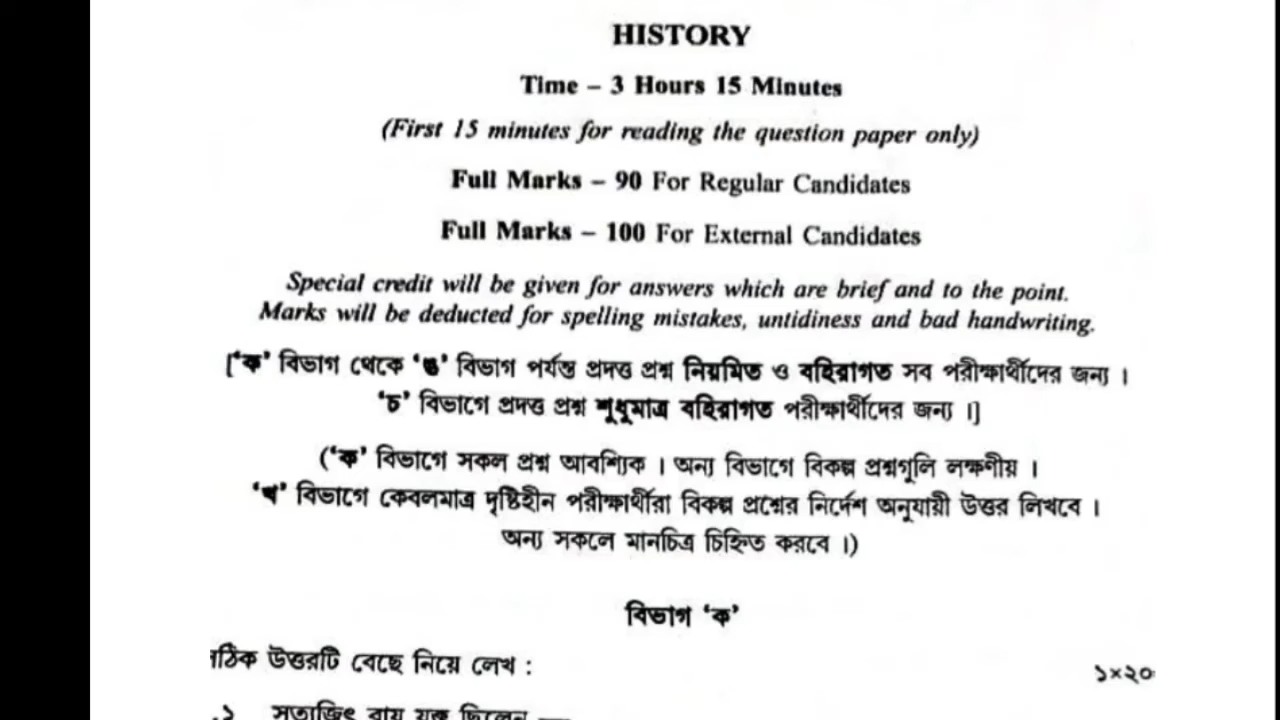 HISTORY
Time – 3 Hours 15 Minutes
(First 15 minutes for reading the question paper only)
Full Marks – 90 For Regular Candidates
Full Marks – 100 For External Candidates
Special credit will be given for answers which are brief and to the point.
Marks will be deducted for spelling mistakes, untidiness and bad handwriting.
[‘ক’ বিভাগ থেকে ‘ঙ’ বিভাগ পর্যন্ত প্রদত্ত প্রশ্ন নিয়মিত ও বহিরাগত সব পরীক্ষার্থীদের জন্য ।
‘চ’ বিভাগে প্রদত্ত প্রশ্ন শুধুমাত্র বহিরাগত পরীক্ষার্থীদের জন্য ।]
(‘ক’ বিভাগে সকল প্রশ্ন আবশ্যিক । অন্য বিভাগে বিকল্প প্রশ্নগুলি লক্ষণীয় ।
‘খ’ বিভাগে কেবলমাত্র দৃষ্টিহীন পরীক্ষার্থীরা বিকল্প প্রশ্নের নির্দেশ অনুযায়ী উত্তর লিখবে ।
অন্য সকলে মানচিত্র চিহ্নিত করবে ।)
বিভাগ ‘ক’
সঠিক উত্তরটি বেছে নিয়ে লেখ : ১×২০
.১ সত্যজিৎ রায় যুক্ত ছিলেন —